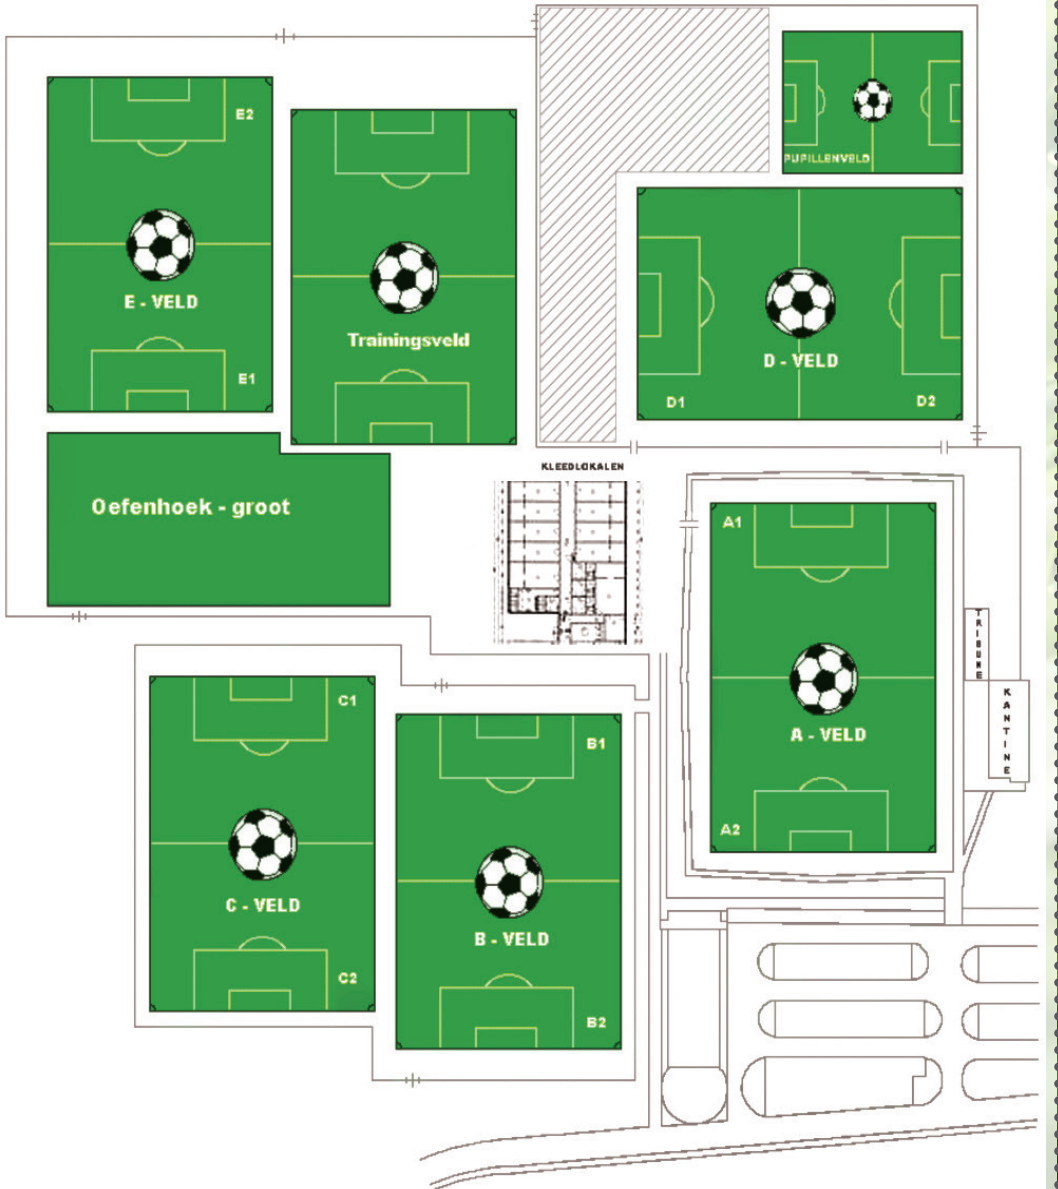 E2
E - VELD
E1
Trainingsveld
PUPILLENVELD
D - VELD
D1
D2
Oefenhoek - groot
KLEEDLOKALEN
A1
A - VELD
A2
TRIBUNE
KANTINE
C1
C - VELD
C2
B1
B - VELD
B2